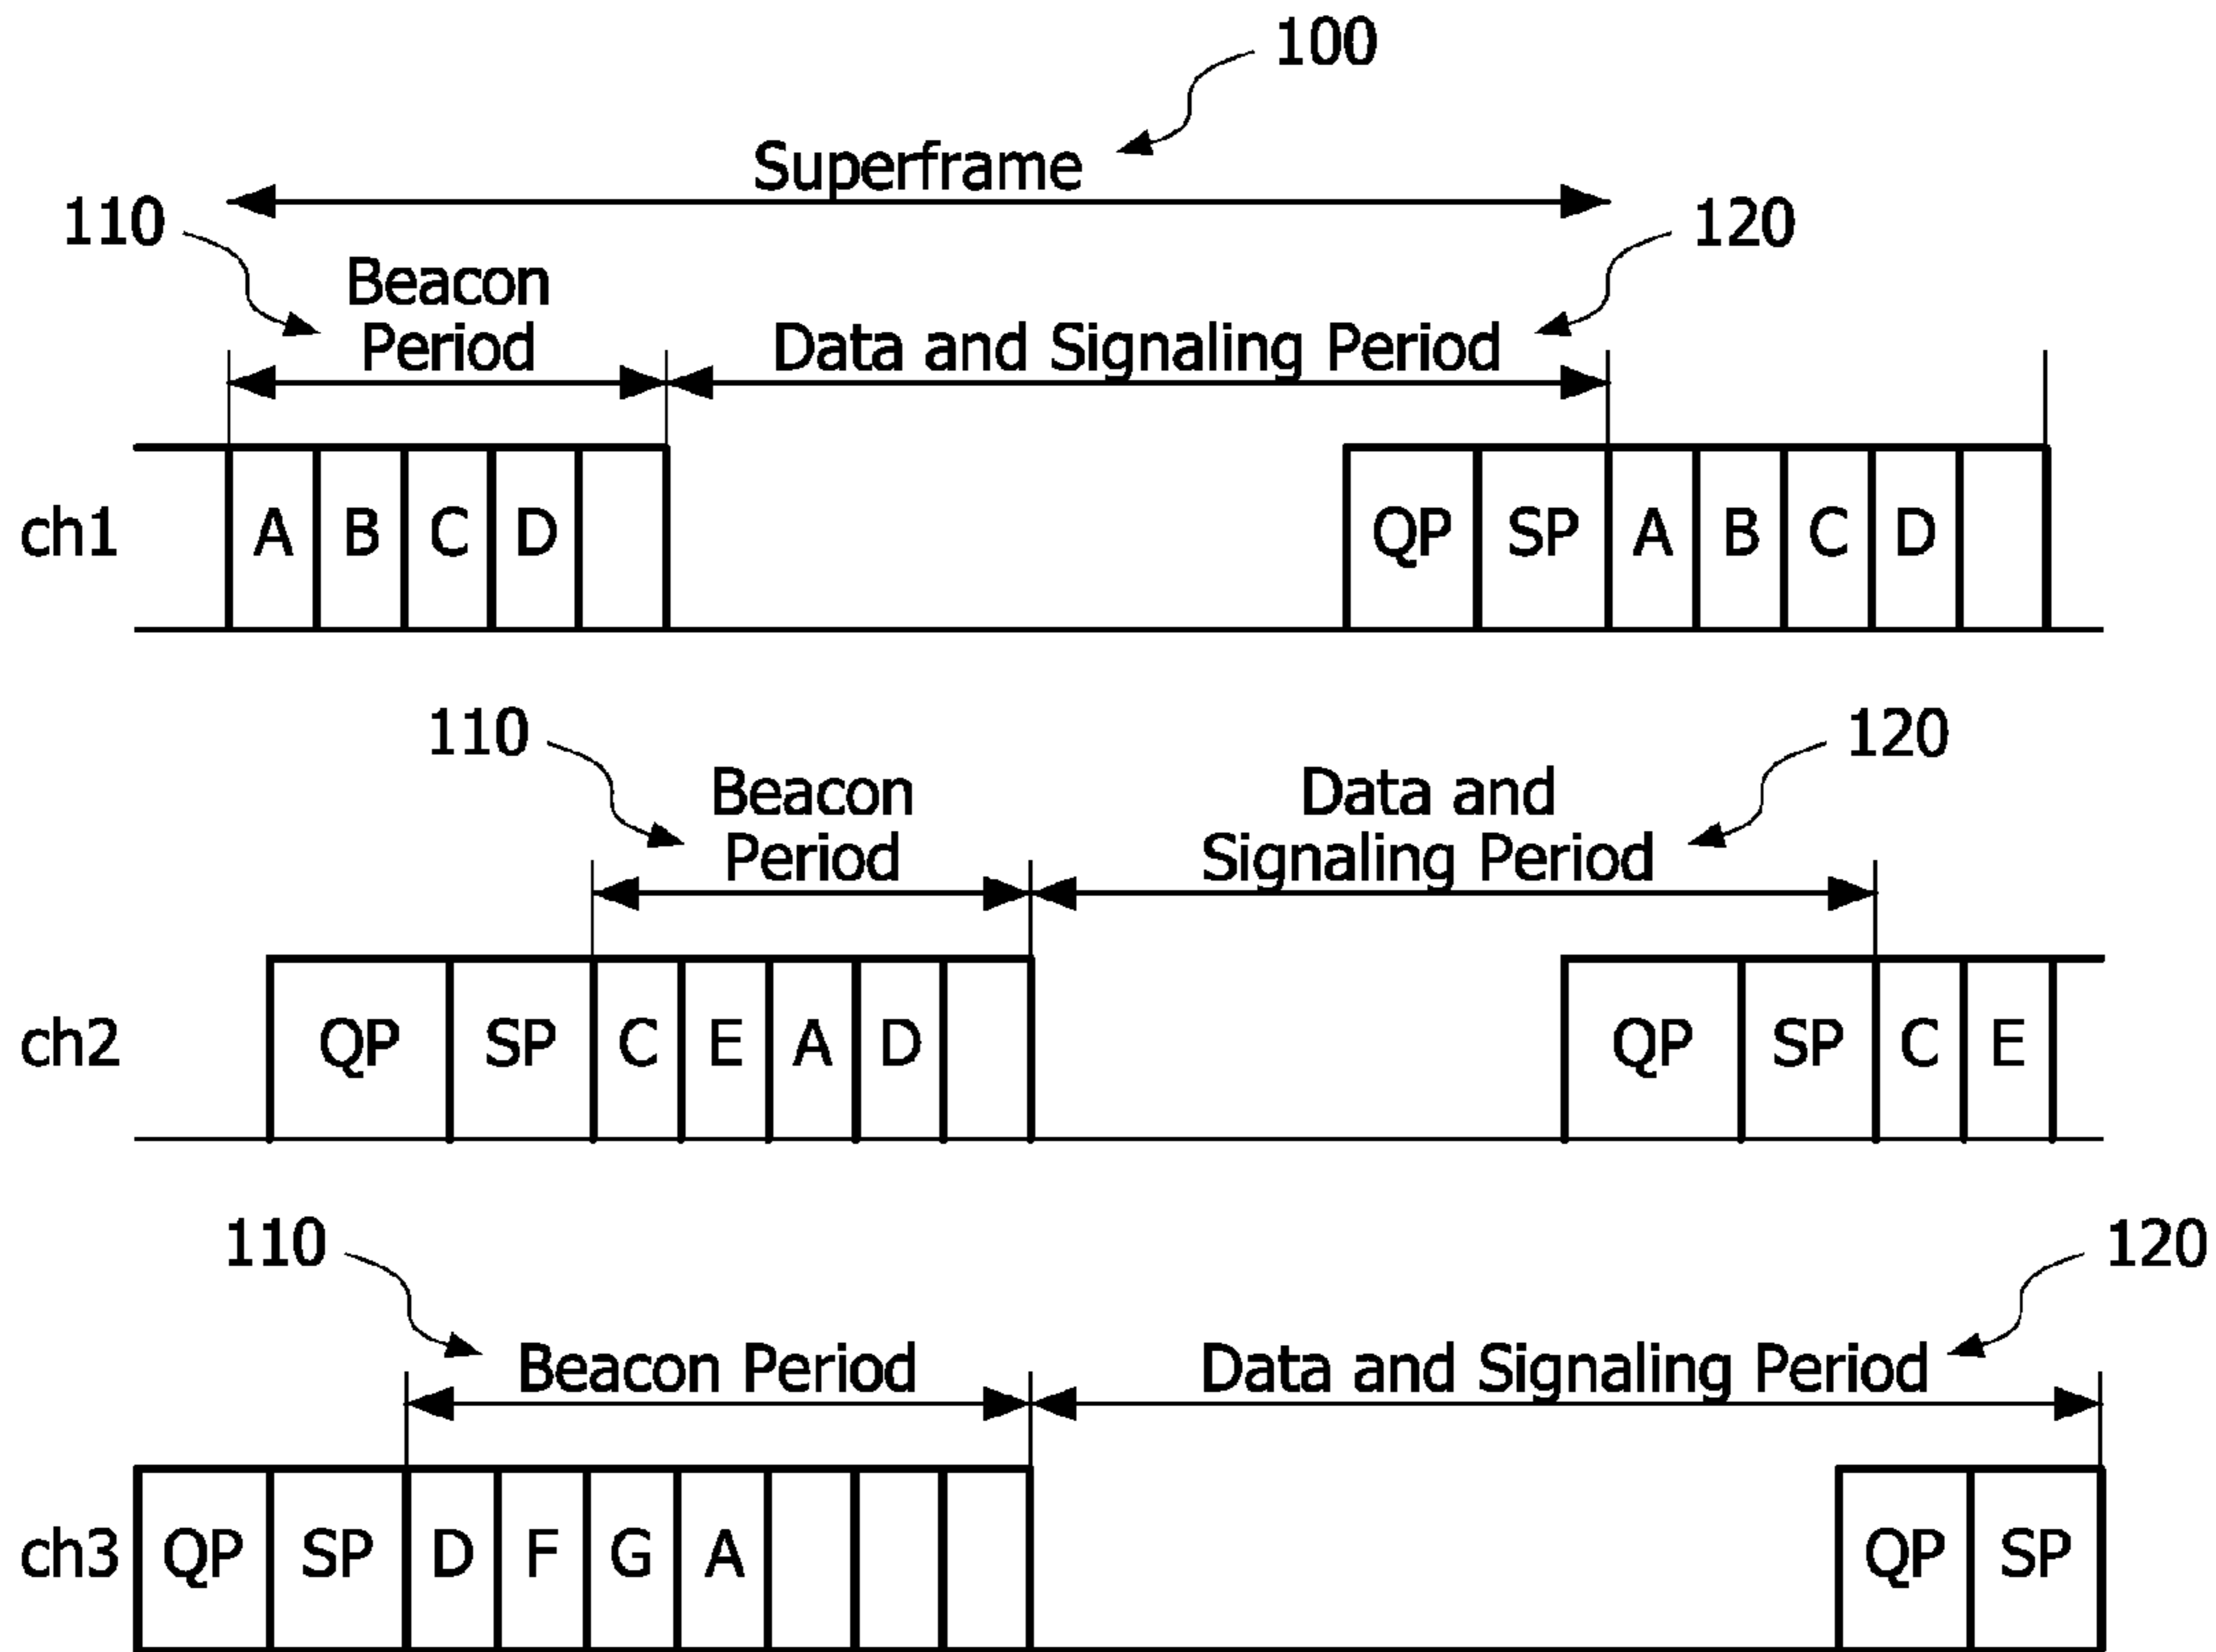 100
Superframe
110
120
Beacon
Period
Data and Signaling Period
ch1
A B C D QP SP A B C D
110
120
Beacon
Period
Data and
Signaling Period
ch2
QP SP C E A D QP SP C E
110
120
Beacon Period
Data and Signaling Period
ch3
QP SP D F G A QP SP